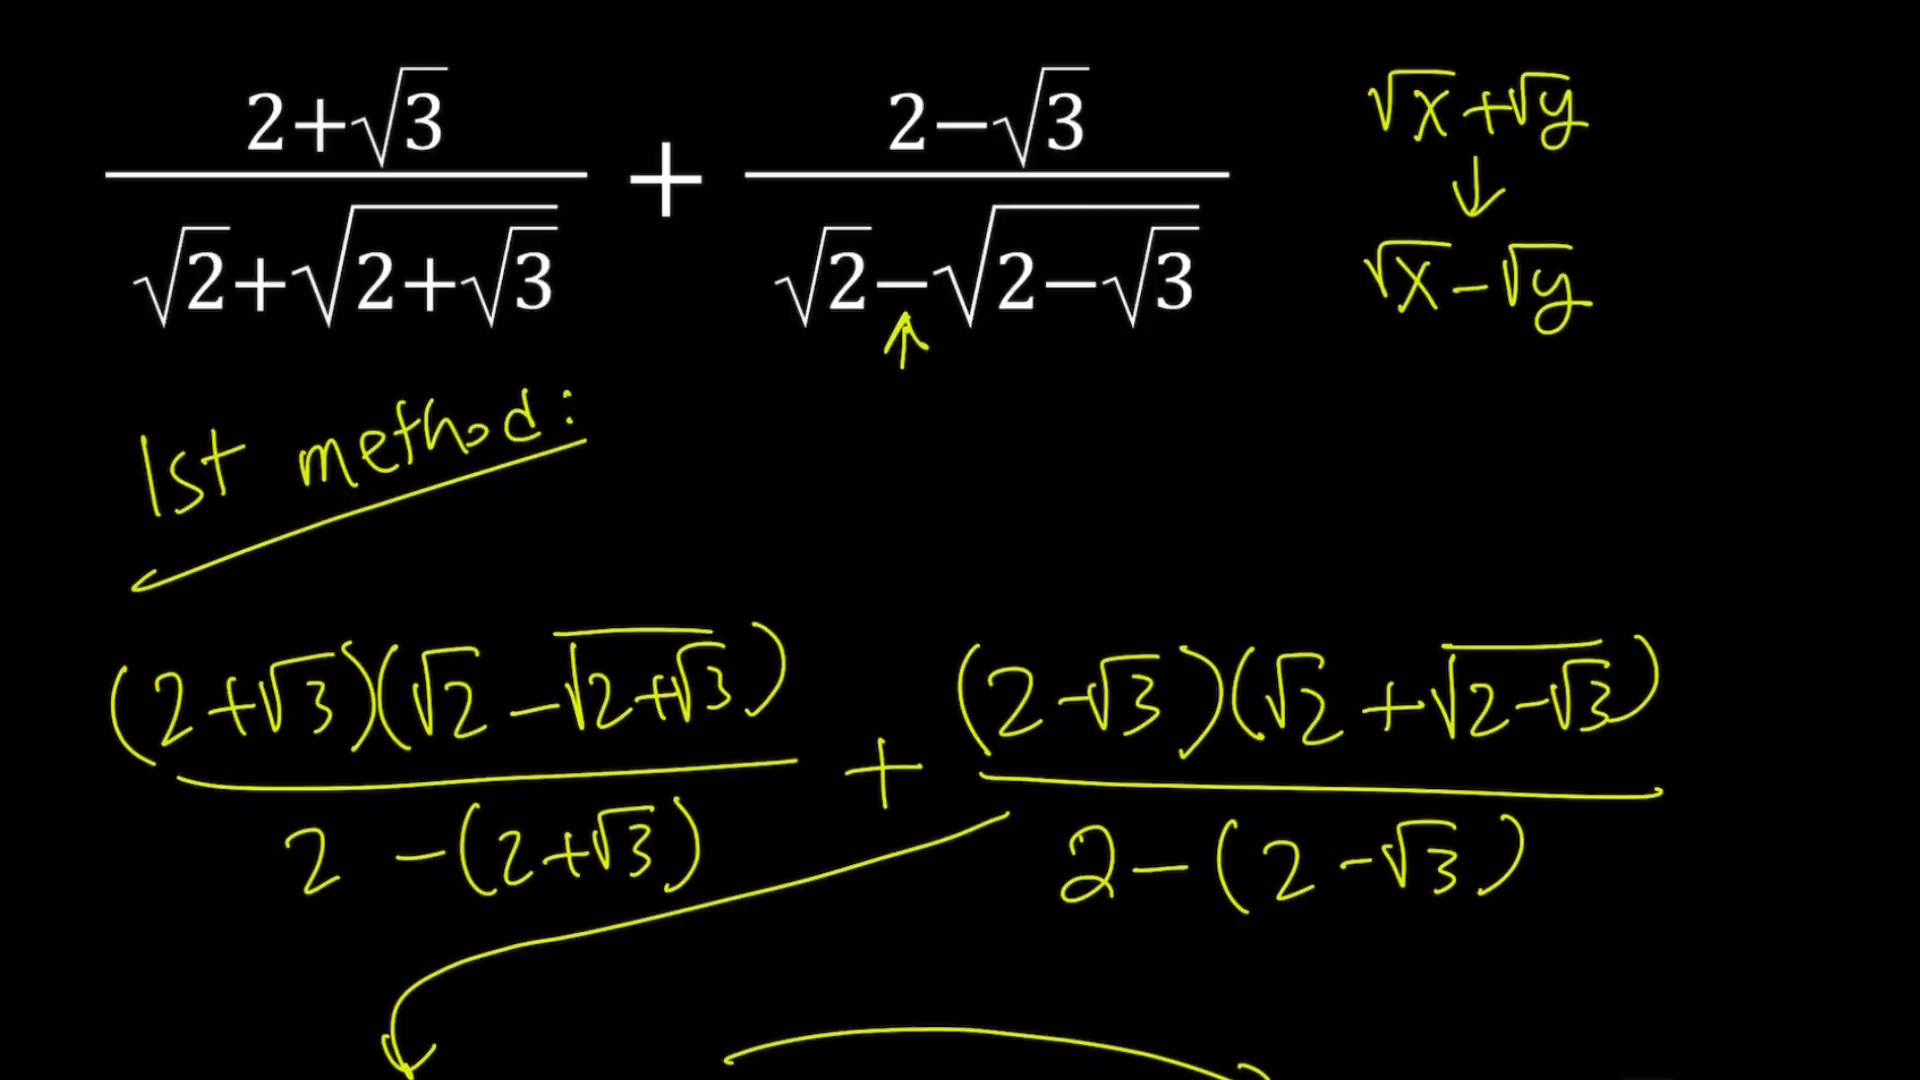 2+√3 / √2+√(2+√3) + 2−√3 / √2−√(2−√3)
√x+√y
↓
√x−√y
↑
1st method:
(2+√3)(√2−√(2+√3)) / 2−(2+√3) + (2−√3)(√2+√(2−√3)) / 2−(2−√3)